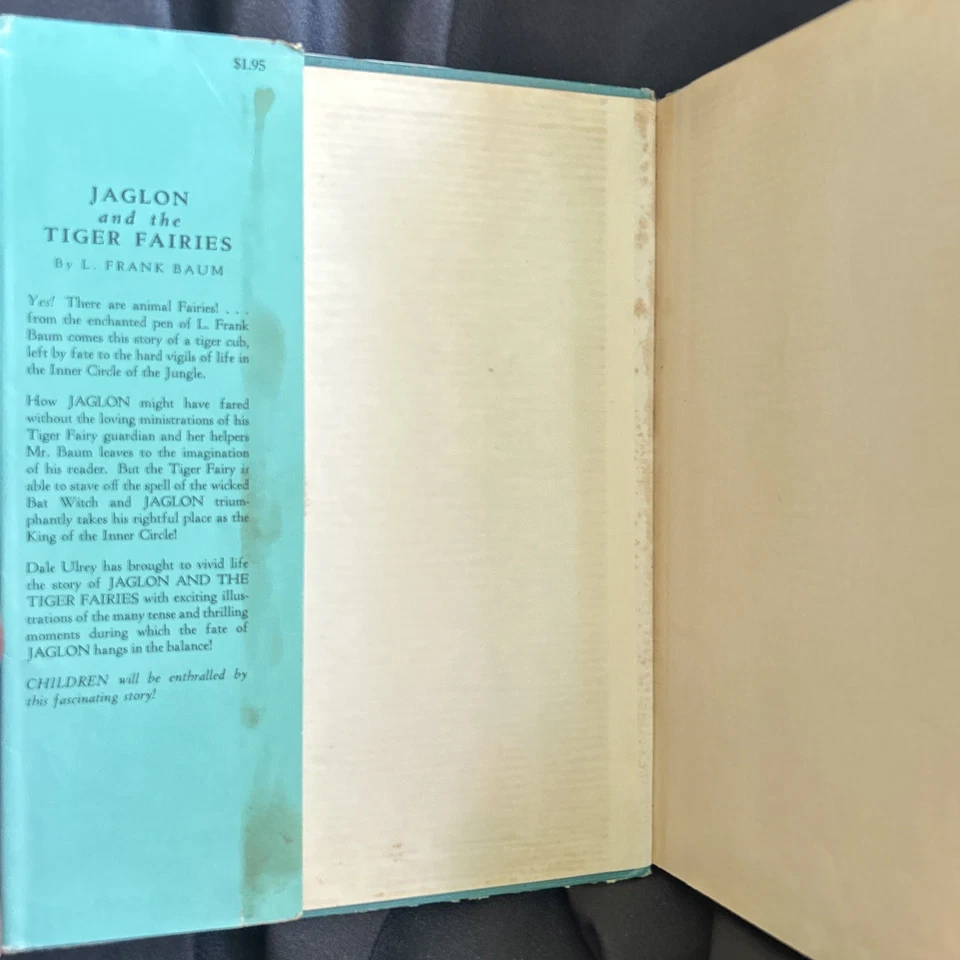 $1.95
JAGLON
and the
TIGER FAIRIES
By L. FRANK BAUM
Yes! There are animal Fairies! . . .
from the enchanted pen of L. Frank
Baum comes this story of a tiger cub,
left by fate to the hard vigils of life in
the Inner Circle of the Jungle.
How JAGLON might have fared
without the loving ministrations of his
Tiger Fairy guardian and her helpers
Mr. Baum leaves to the imagination
of his reader. But the Tiger Fairy is
able to stave off the spell of the wicked
Bat Witch and JAGLON trium-
phantly takes his rightful place as the
King of the Inner Circle!
Dale Ulrey has brought to vivid life
the story of JAGLON AND THE
TIGER FAIRIES with exciting illus-
trations of the many tense and thrilling
moments during which the fate of
JAGLON hangs in the balance!
CHILDREN will be enthralled by
this fascinating story!